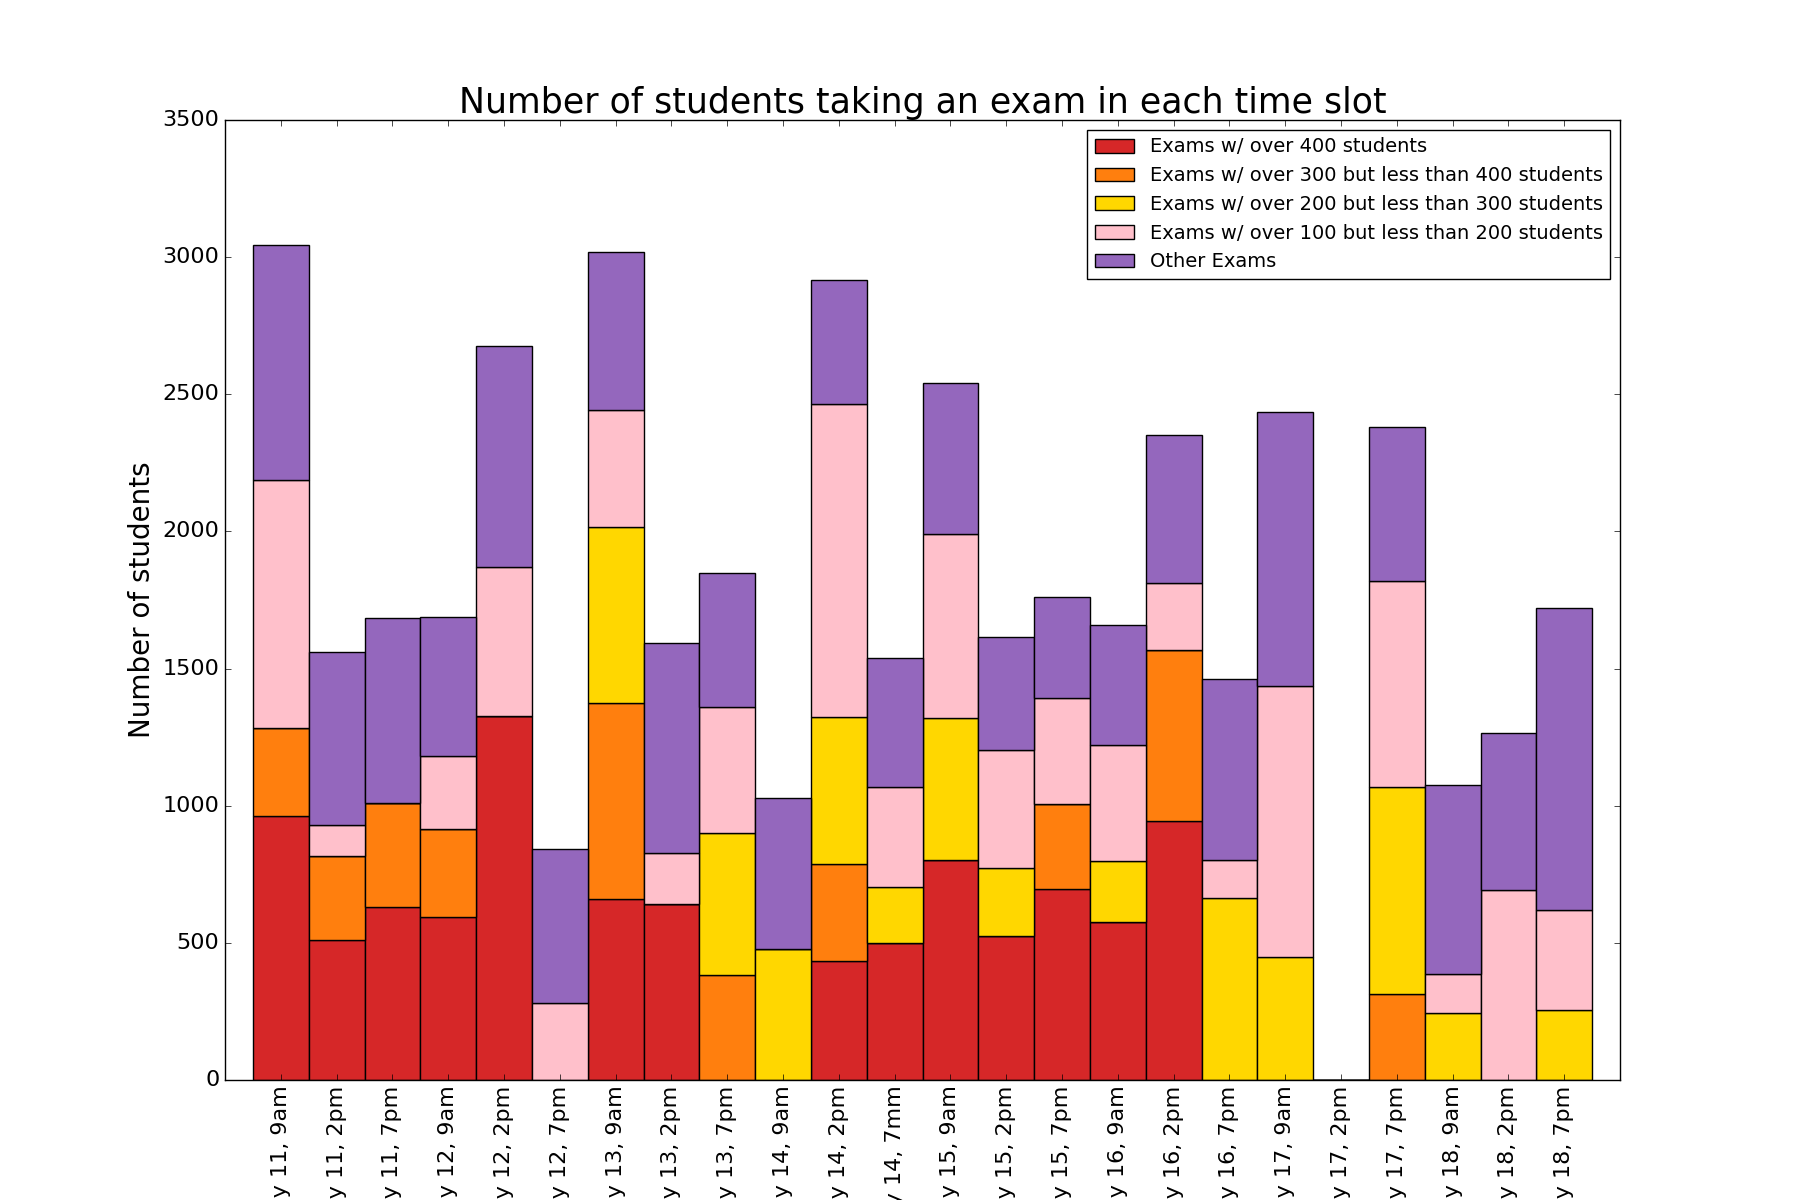 Number of students taking an exam in each time slot
Exams w/ over 400 students
Exams w/ over 300 but less than 400 students
Exams w/ over 200 but less than 300 students
Exams w/ over 100 but less than 200 students
Other Exams
Number of students
3500
3000
2500
2000
1500
1000
500
0
y 11, 9am
y 11, 2pm
y 11, 7pm
y 12, 9am
y 12, 2pm
y 12, 7pm
y 13, 9am
y 13, 2pm
y 13, 7pm
y 14, 9am
y 14, 2pm
y 14, 7mm
y 15, 9am
y 15, 2pm
y 15, 7pm
y 16, 9am
y 16, 2pm
y 16, 7pm
y 17, 9am
y 17, 2pm
y 17, 7pm
y 18, 9am
y 18, 2pm
y 18, 7pm